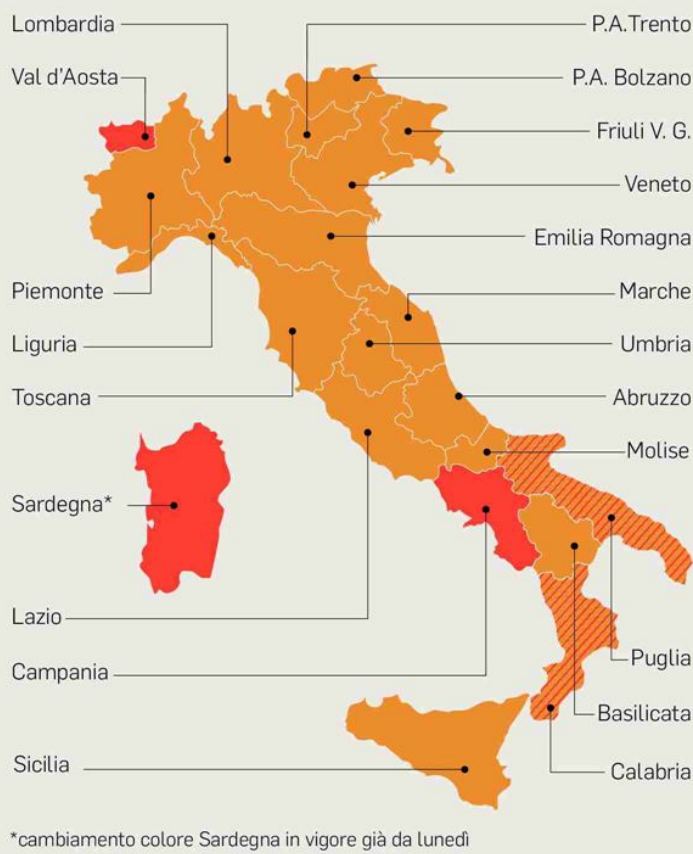 Lombardia
P.A.Trento
Val d'Aosta
P.A. Bolzano
Friuli V. G.
Veneto
Emilia Romagna
Piemonte
Marche
Liguria
Umbria
Toscana
Abruzzo
Molise
Sardegna*
Lazio
Puglia
Campania
Basilicata
Sicilia
Calabria
*cambiamento colore Sardegna in vigore già da lunedì